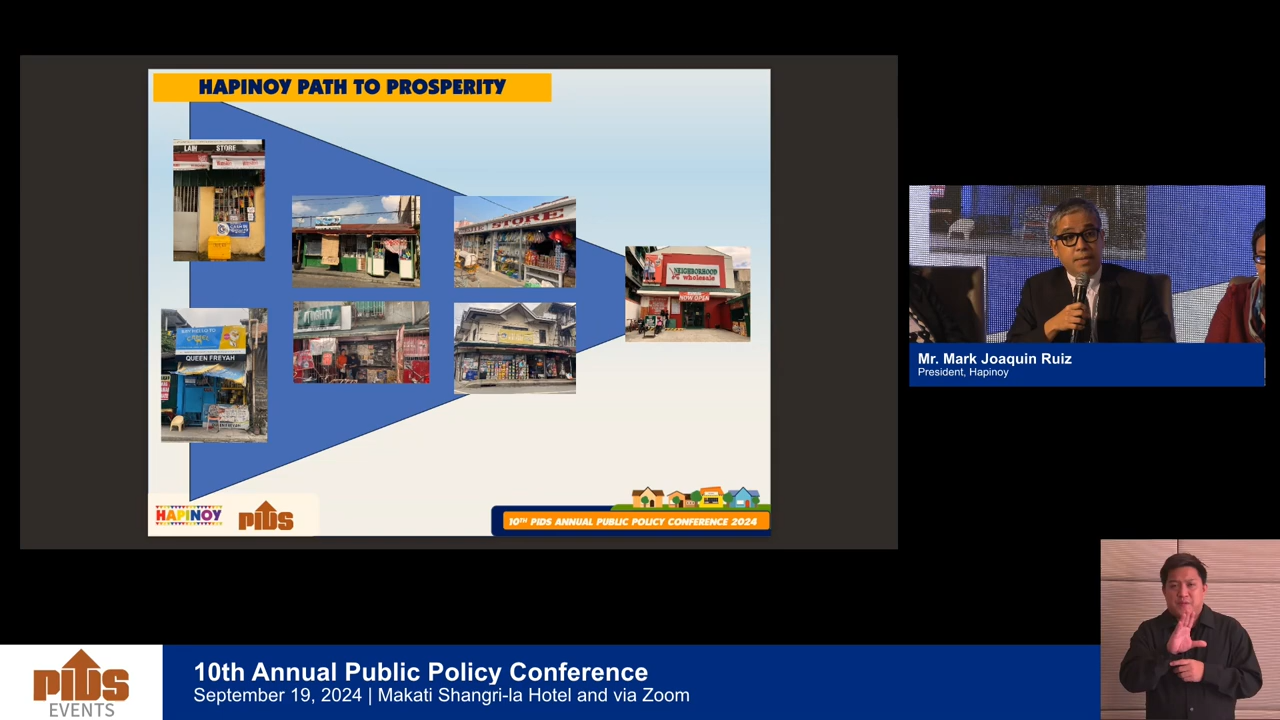 HAPINOY PATH TO PROSPERITY
LAIN STORE
STORE
NEIGHBORHOOD
wholesale
NOW OPEN
QUEEN FREYAH
HAPINOY
PIDS
10TH PIDS ANNUAL PUBLIC POLICY CONFERENCE 2024
Mr. Mark Joaquin Ruiz
President, Hapinoy
PIDS
EVENTS
10th Annual Public Policy Conference
September 19, 2024 | Makati Shangri-la Hotel and via Zoom